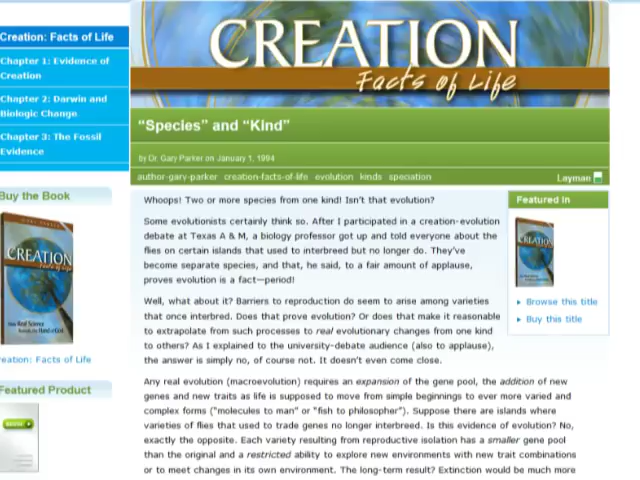 CREATION
Facts of Life
Creation: Facts of Life
Chapter 1: Evidence of
Creation
Chapter 2: Darwin and
Biologic Change
Chapter 3: The Fossil
Evidence
Buy the Book
CREATION
Facts of Life
eation: Facts of Life
Featured Product
“Species” and “Kind”
by Dr. Gary Parker on January 1, 1994
author-gary-parker creation-facts-of-life evolution kinds speciation
Layman
Whoops! Two or more species from one kind! Isn’t that evolution?
Some evolutionists certainly think so. After I participated in a creation-evolution
debate at Texas A & M, a biology professor got up and told everyone about the
flies on certain islands that used to interbreed but no longer do. They’ve
become separate species, and that, he said, to a fair amount of applause,
proves evolution is a fact—period!
Well, what about it? Barriers to reproduction do seem to arise among varieties
that once interbred. Does that prove evolution? Or does that make it reasonable
to extrapolate from such processes to real evolutionary changes from one kind
to others? As I explained to the university-debate audience (also to applause),
the answer is simply no, of course not. It doesn’t even come close.
Any real evolution (macroevolution) requires an expansion of the gene pool, the addition of new
genes and new traits as life is supposed to move from simple beginnings to ever more varied and
complex forms (“molecules to man” or “fish to philosopher”). Suppose there are islands where
varieties of flies that used to trade genes no longer interbreed. Is this evidence of evolution? No,
exactly the opposite. Each variety resulting from reproductive isolation has a smaller gene pool
than the original and a restricted ability to explore new environments with new trait combinations
or to meet changes in its own environment. The long-term result? Extinction would be much more
Featured In
CREATION
Browse this title
Buy this title